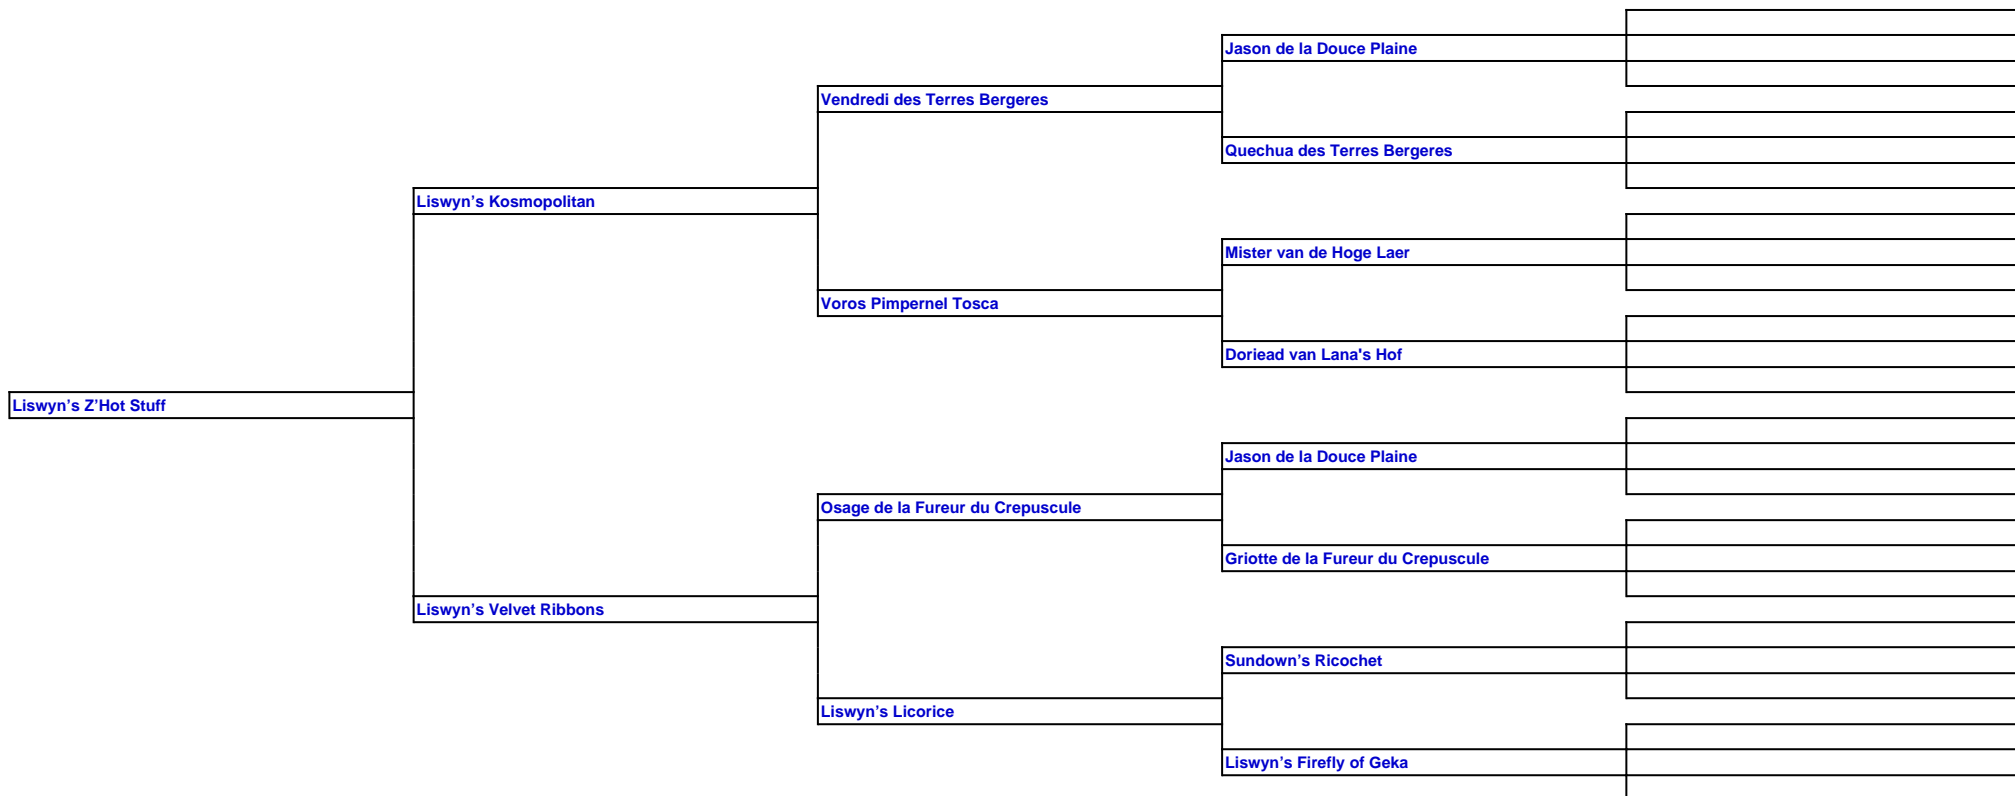 Jason de la Douce Plaine
Vendredi des Terres Bergeres
Quechua des Terres Bergeres
Liswyn’s Kosmopolitan
Mister van de Hoge Laer
Voros Pimpernel Tosca
Doriead van Lana's Hof
Liswyn’s Z’Hot Stuff
Jason de la Douce Plaine
Osage de la Fureur du Crepuscule
Griotte de la Fureur du Crepuscule
Liswyn’s Velvet Ribbons
Sundown’s Ricochet
Liswyn’s Licorice
Liswyn’s Firefly of Geka